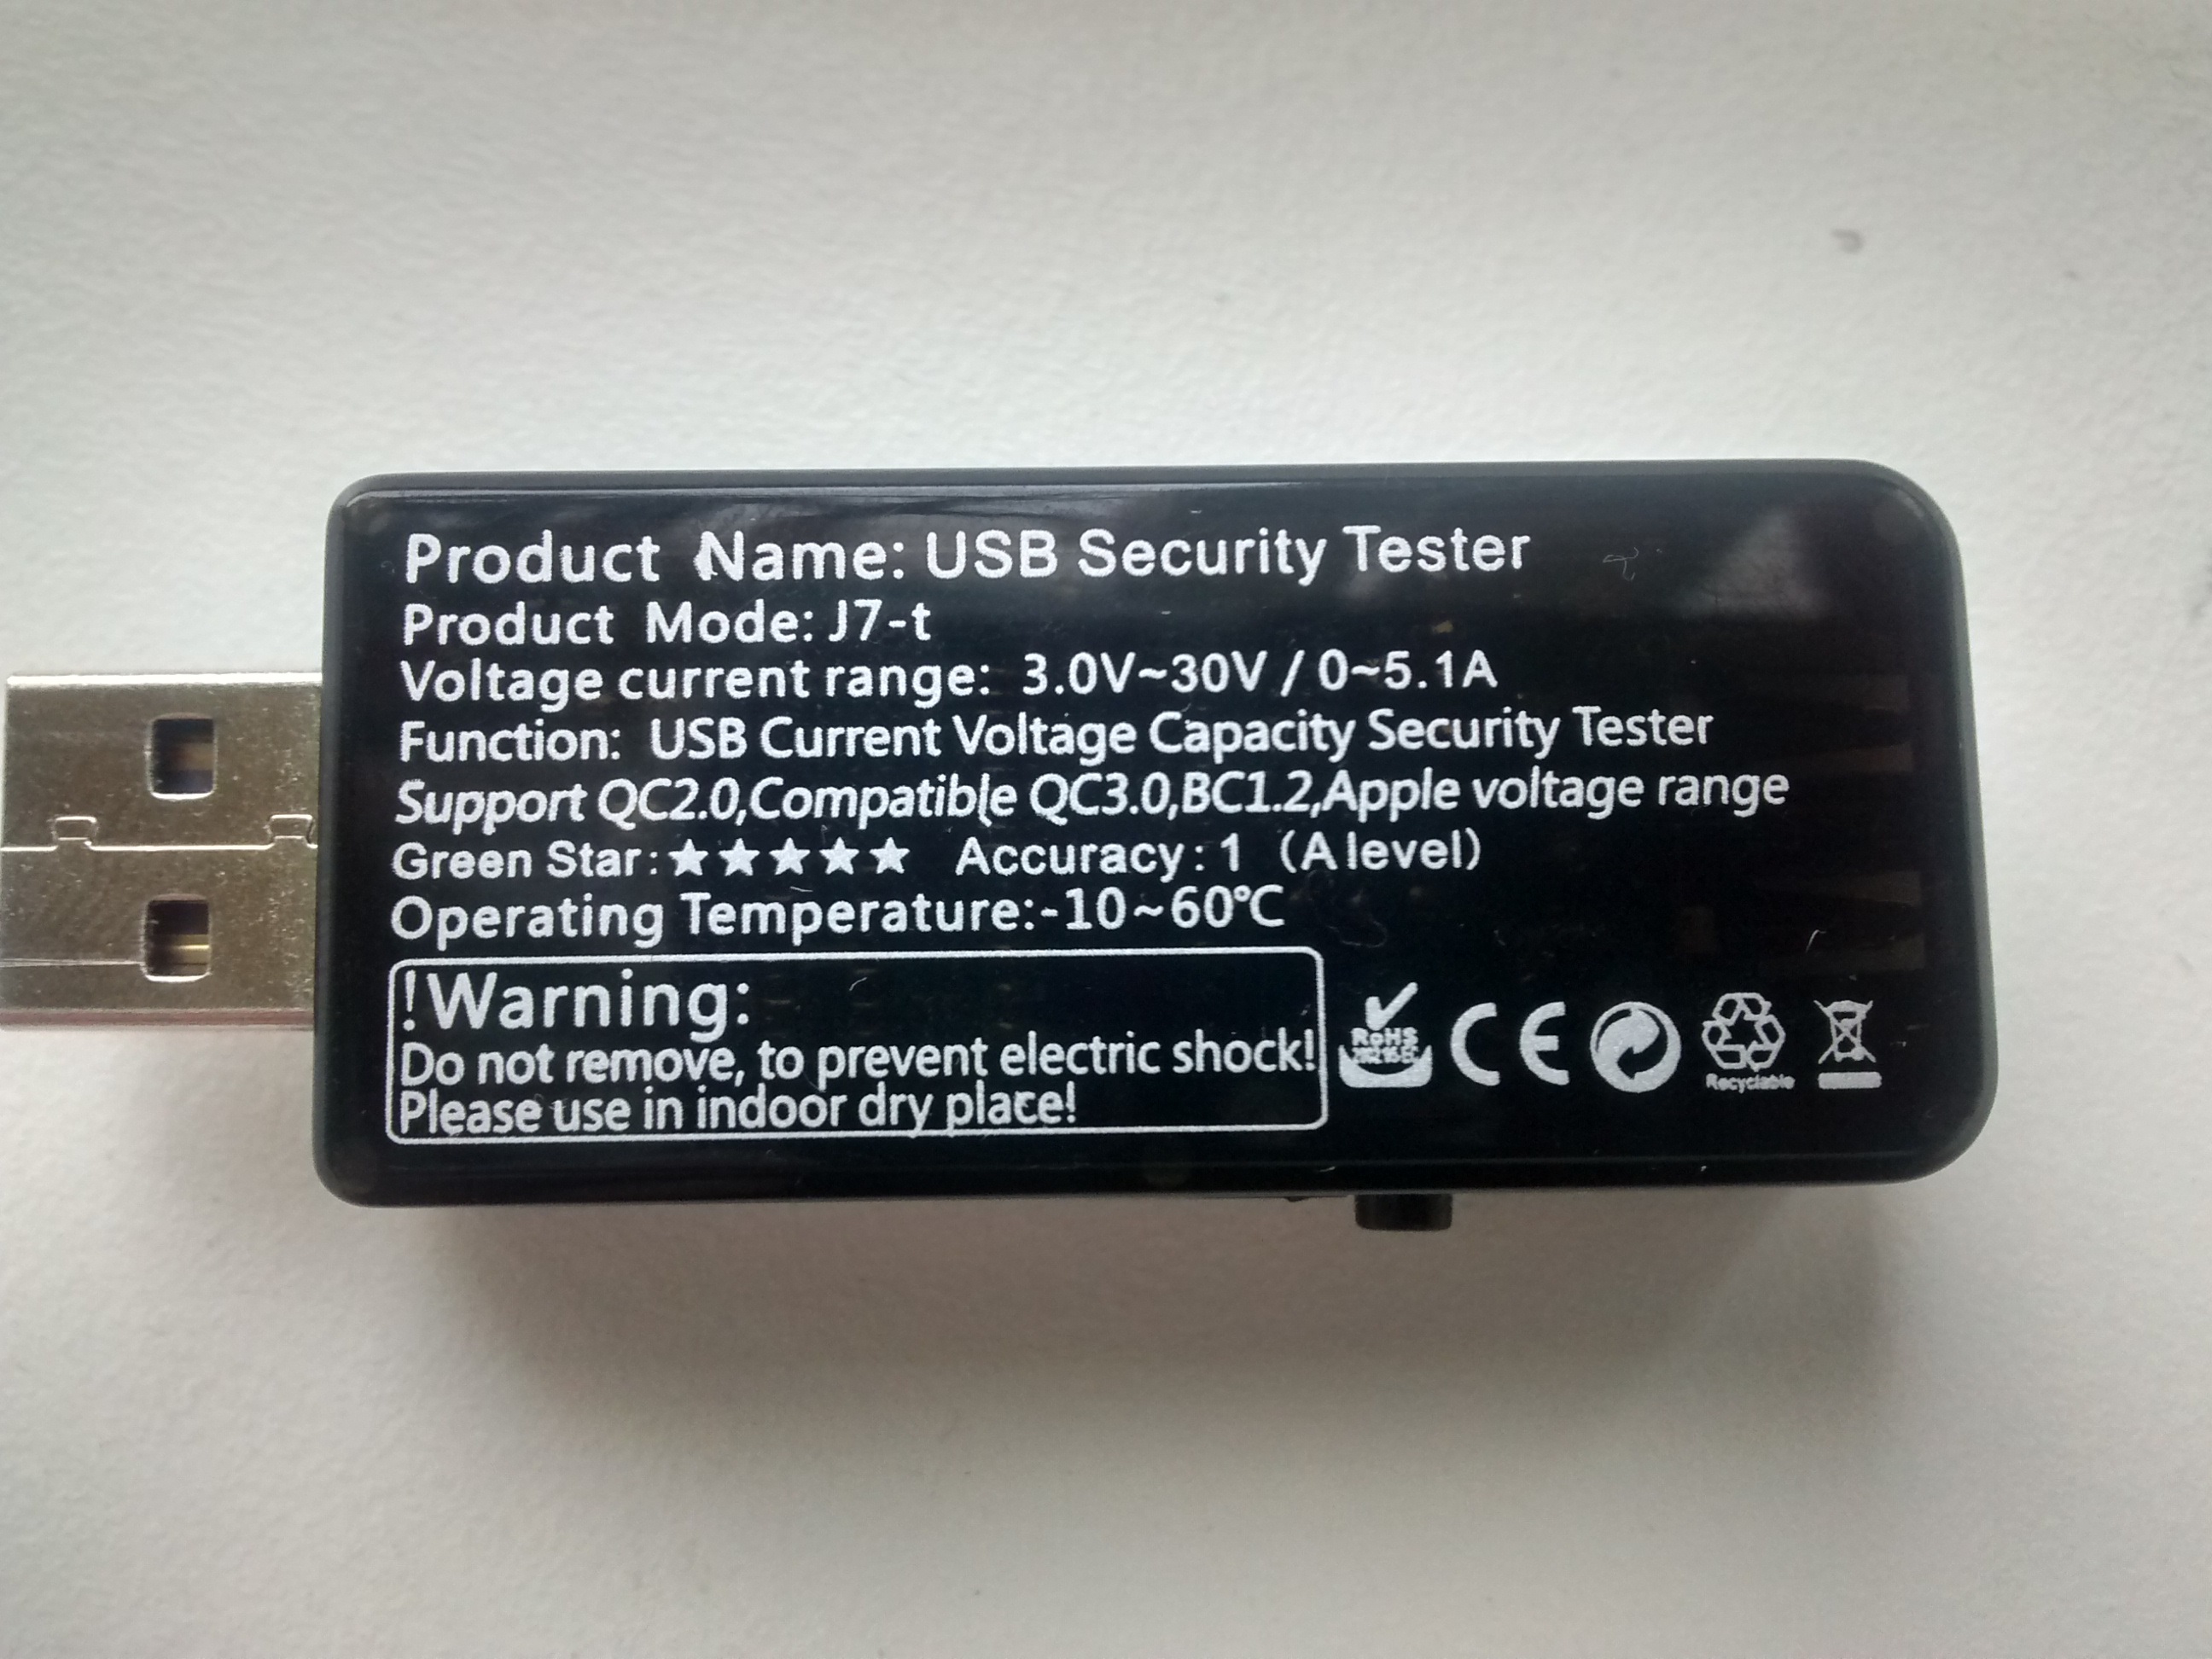 Product Name: USB Security Tester
Product Mode: J7-t
Voltage current range: 3.0V~30V / 0~5.1A
Function: USB Current Voltage Capacity Security Tester
Support QC2.0,Compatible QC3.0,BC1.2,Apple voltage range
Green Star:★★★★★ Accuracy:1 (A level)
Operating Temperature:-10~60℃
!Warning:
Do not remove, to prevent electric shock!
Please use in indoor dry place!
RoHS
CE
Recyclable